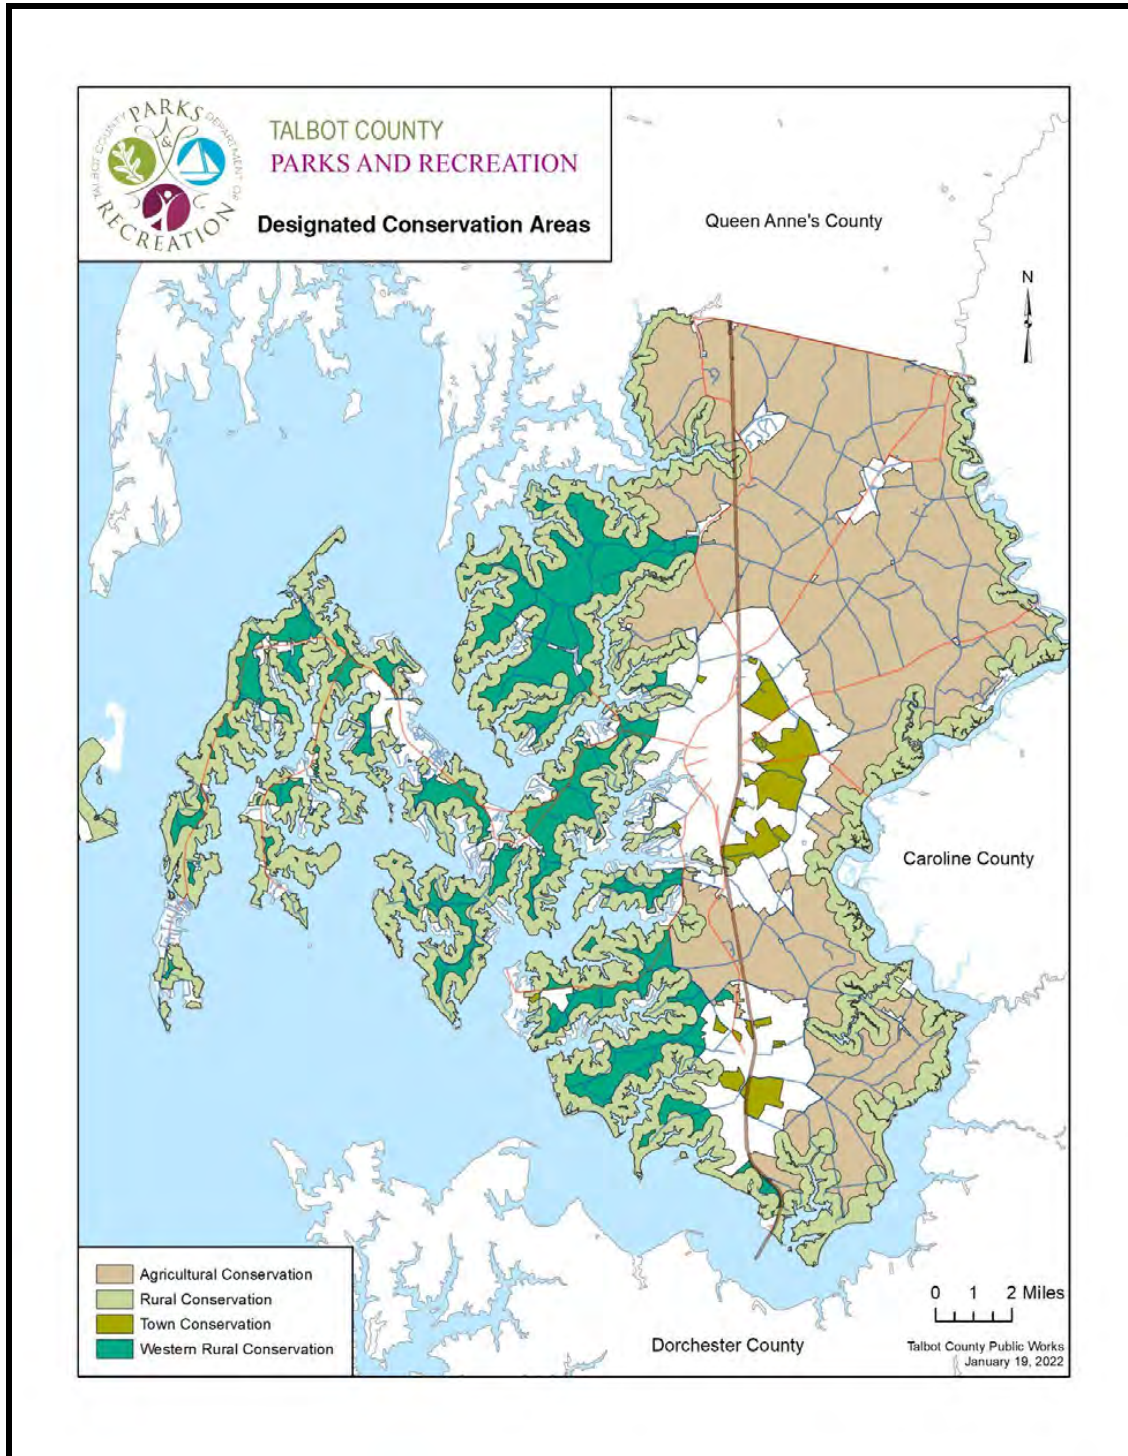 TALBOT COUNTY PARKS & RECREATION DEPARTMENT OF
TALBOT COUNTY
PARKS AND RECREATION
Designated Conservation Areas
Queen Anne's County
N
Caroline County
Agricultural Conservation
Rural Conservation
Town Conservation
Western Rural Conservation
0 1 2 Miles
Dorchester County
Talbot County Public Works
January 19, 2022